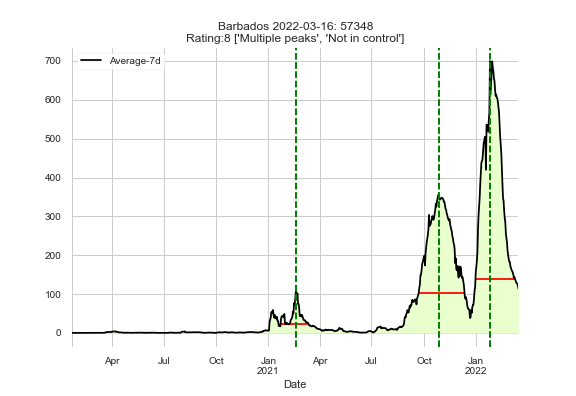 Barbados 2022-03-16: 57348
Rating:8 ['Multiple peaks', 'Not in control']
Average-7d
700
600
500
400
300
200
100
0
Apr
Jul
Oct
Jan
2021
Apr
Jul
Oct
Jan
2022
Date